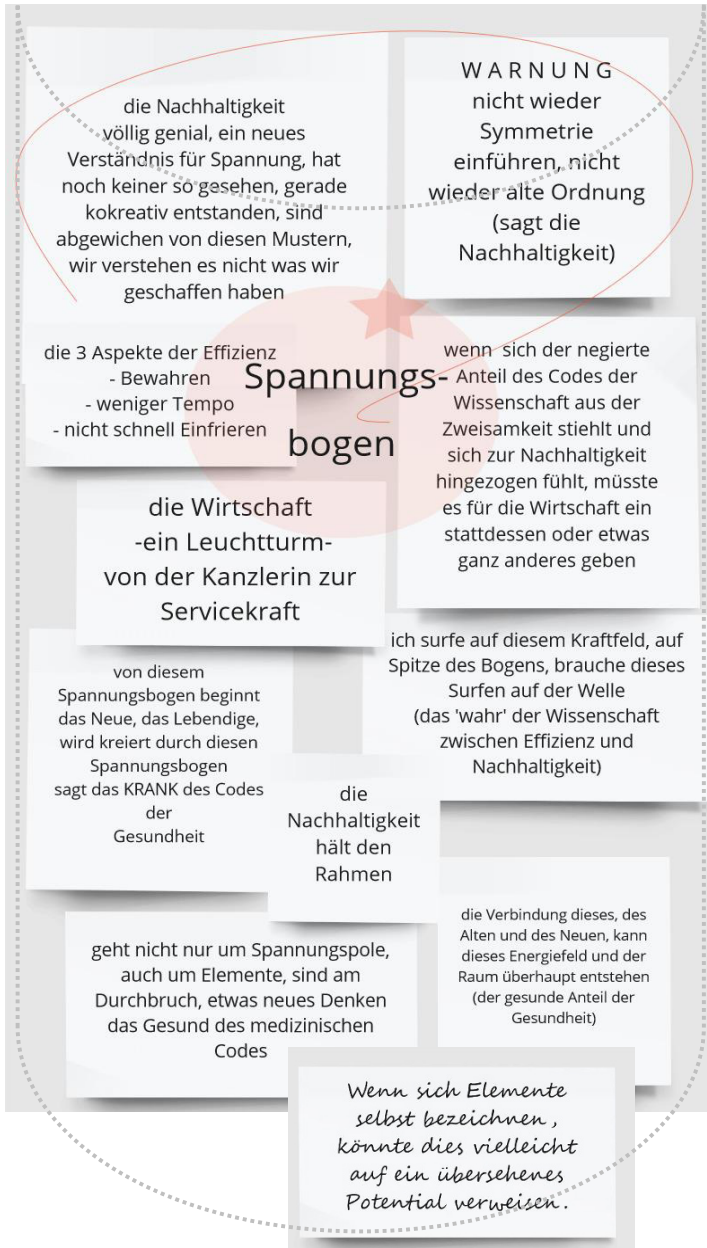 die Nachhaltigkeit
völlig genial, ein neues
Verständnis für Spannung, hat
noch keiner so gesehen, gerade
kokreativ entstanden, sind
abgewichen von diesen Mustern,
wir verstehen es nicht was wir
geschaffen haben
W A R N U N G
nicht wieder
Symmetrie
einführen, nicht
wieder alte Ordnung
(sagt die
Nachhaltigkeit)
die 3 Aspekte der Effizienz
- Bewahren
- weniger Tempo
- nicht schnell Einfrieren
Spannungs-
bogen
wenn sich der negierte
Anteil des Codes der
Wissenschaft aus der
Zweisamkeit stiehlt und
sich zur Nachhaltigkeit
hingezogen fühlt, müsste
es für die Wirtschaft ein
stattdessen oder etwas
ganz anderes geben
die Wirtschaft
-ein Leuchtturm-
von der Kanzlerin zur
Servicekraft
ich surfe auf diesem Kraftfeld, auf
Spitze des Bogens, brauche dieses
Surfen auf der Welle
(das 'wahr' der Wissenschaft
zwischen Effizienz und
Nachhaltigkeit)
von diesem
Spannungsbogen beginnt
das Neue, das Lebendige,
wird kreiert durch diesen
Spannungsbogen
sagt das KRANK des Codes
der
Gesundheit
die
Nachhaltigkeit
hält den
Rahmen
die Verbindung dieses, des
Alten und des Neuen, kann
dieses Energiefeld und der
Raum überhaupt entstehen
(der gesunde Anteil der
Gesundheit)
geht nicht nur um Spannungspole,
auch um Elemente, sind am
Durchbruch, etwas neues Denken
das Gesund des medizinischen
Codes
Wenn sich Elemente
selbst bezeichnen,
könnte dies vielleicht
auf ein übersehenes
Potential verweisen.